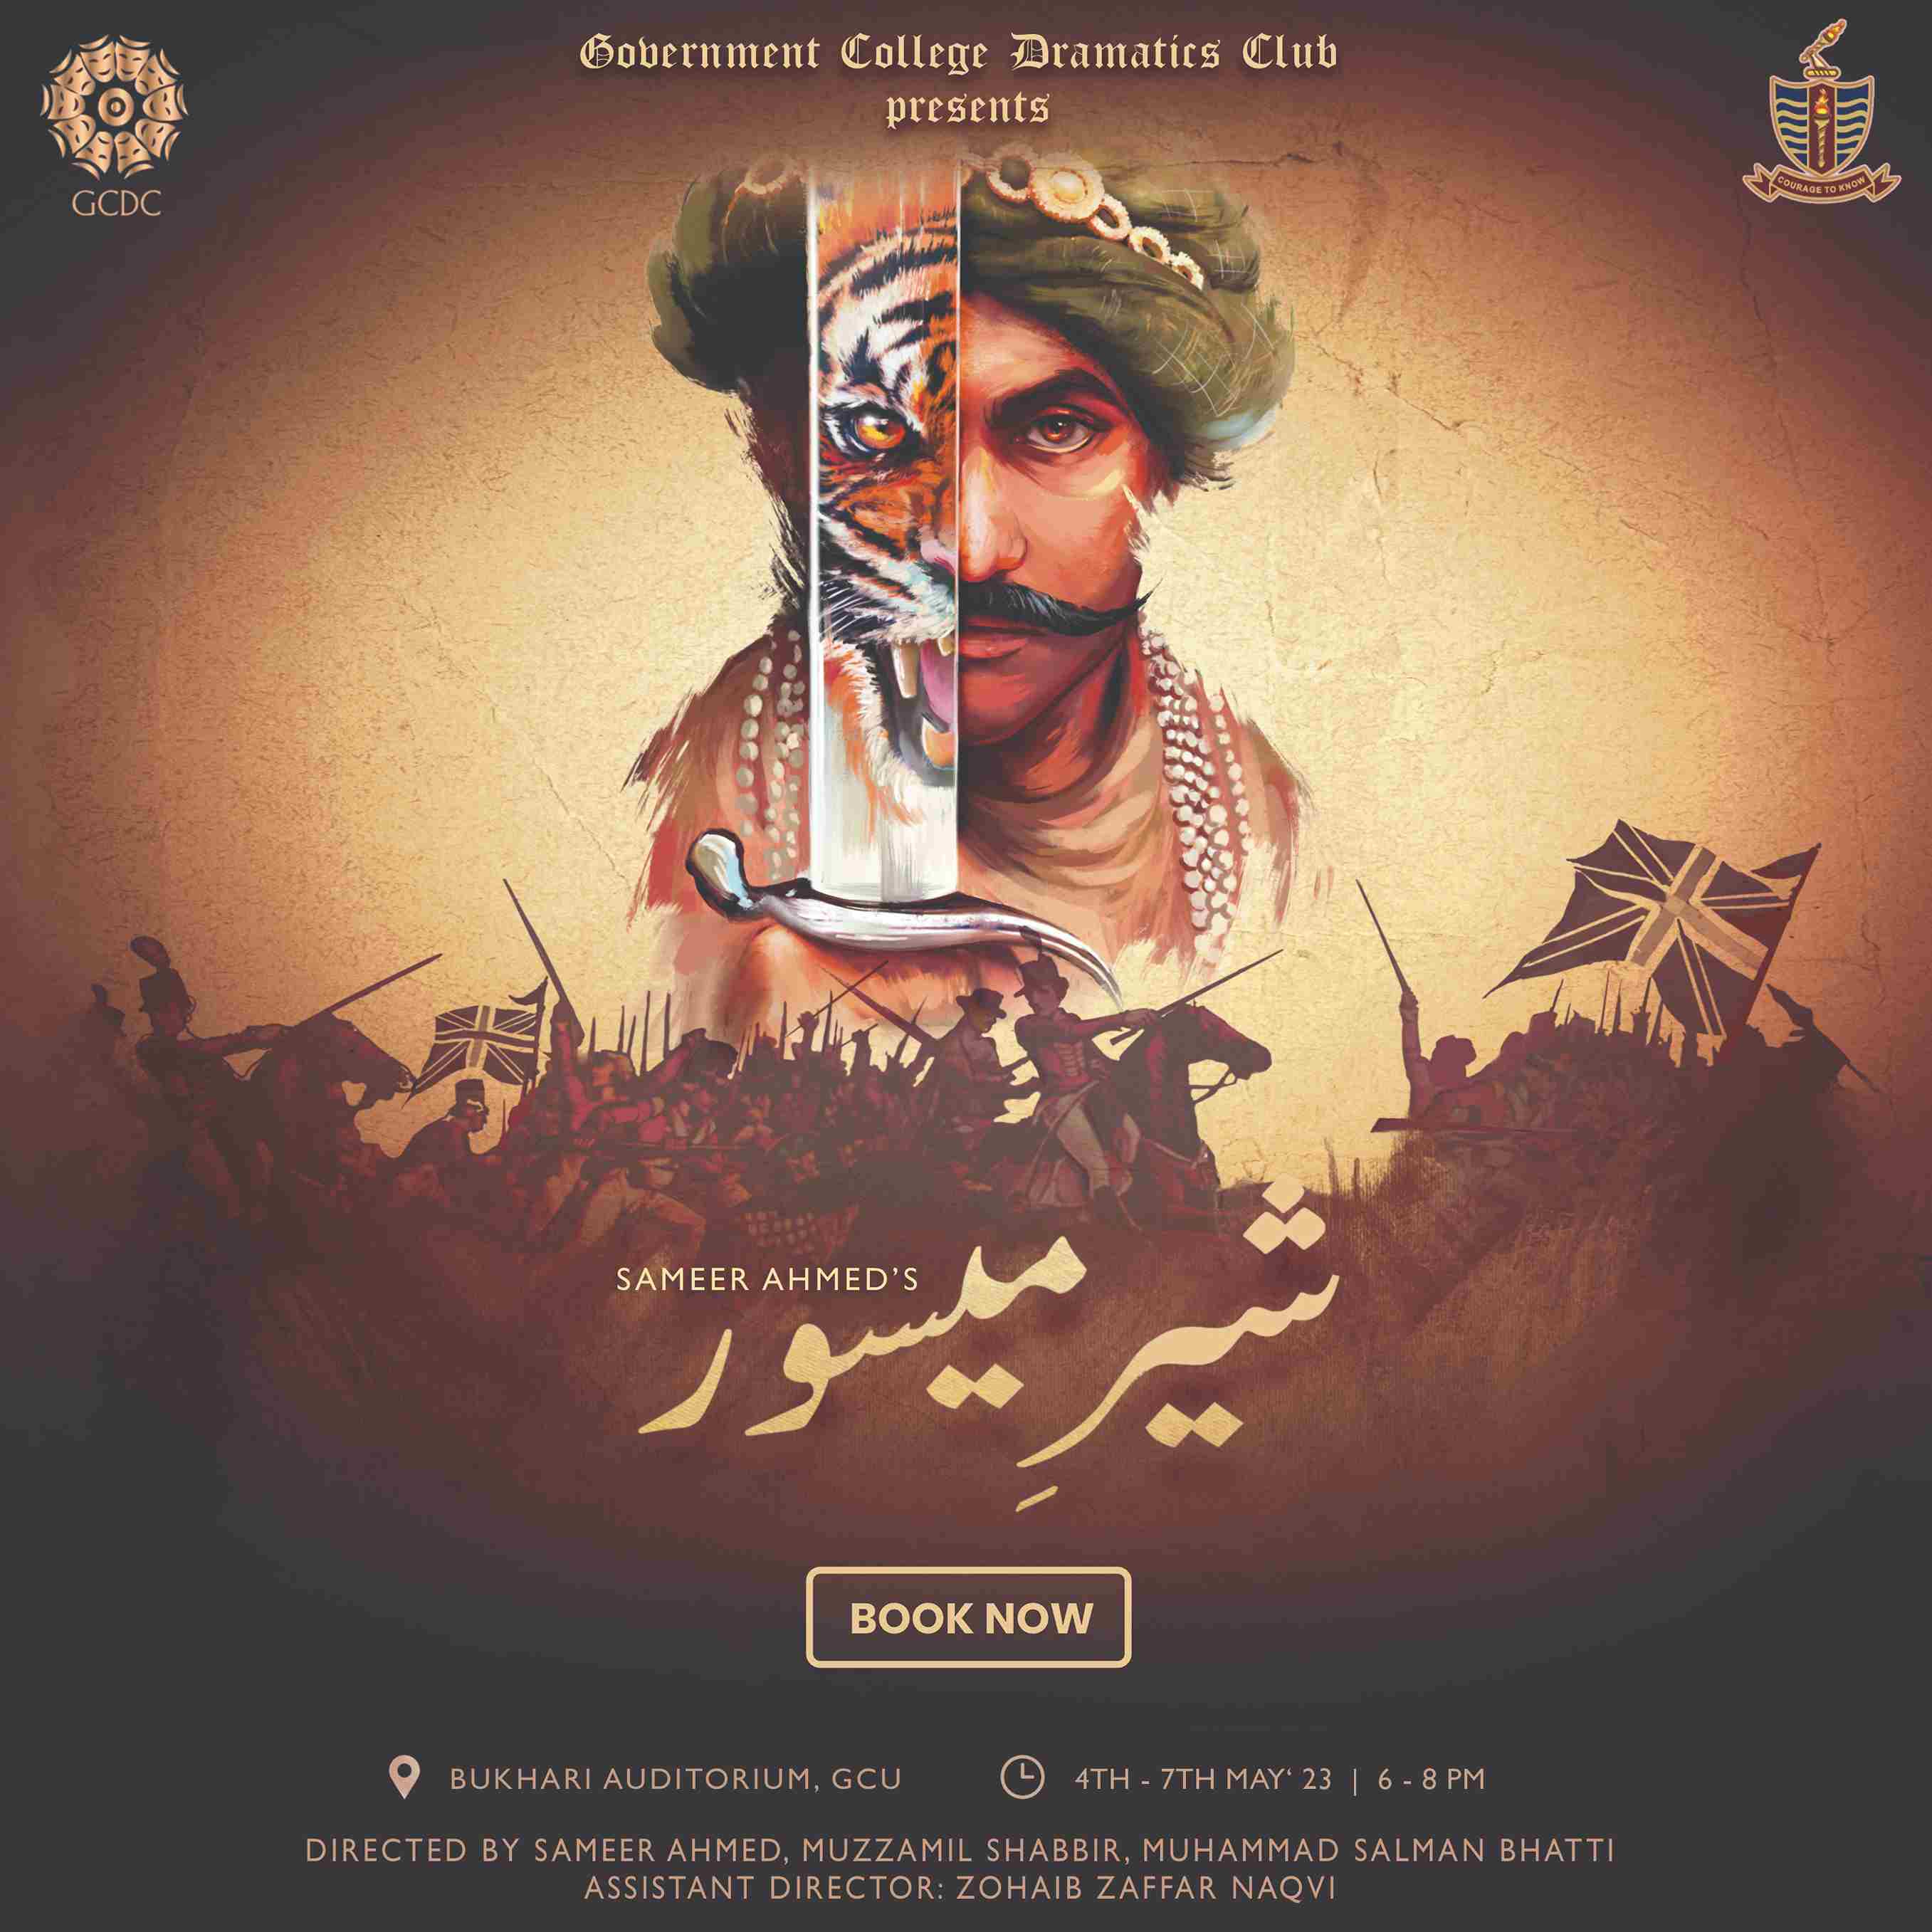 Government College Dramatics Club
presents
GCDC
COURAGE TO KNOW
SAMEER AHMED'S
شیرِ میسور
BOOK NOW
BUKHARI AUDITORIUM, GCU
4TH - 7TH MAY‘ 23 | 6 - 8 PM
DIRECTED BY SAMEER AHMED, MUZZAMIL SHABBIR, MUHAMMAD SALMAN BHATTI
ASSISTANT DIRECTOR: ZOHAIB ZAFFAR NAQVI